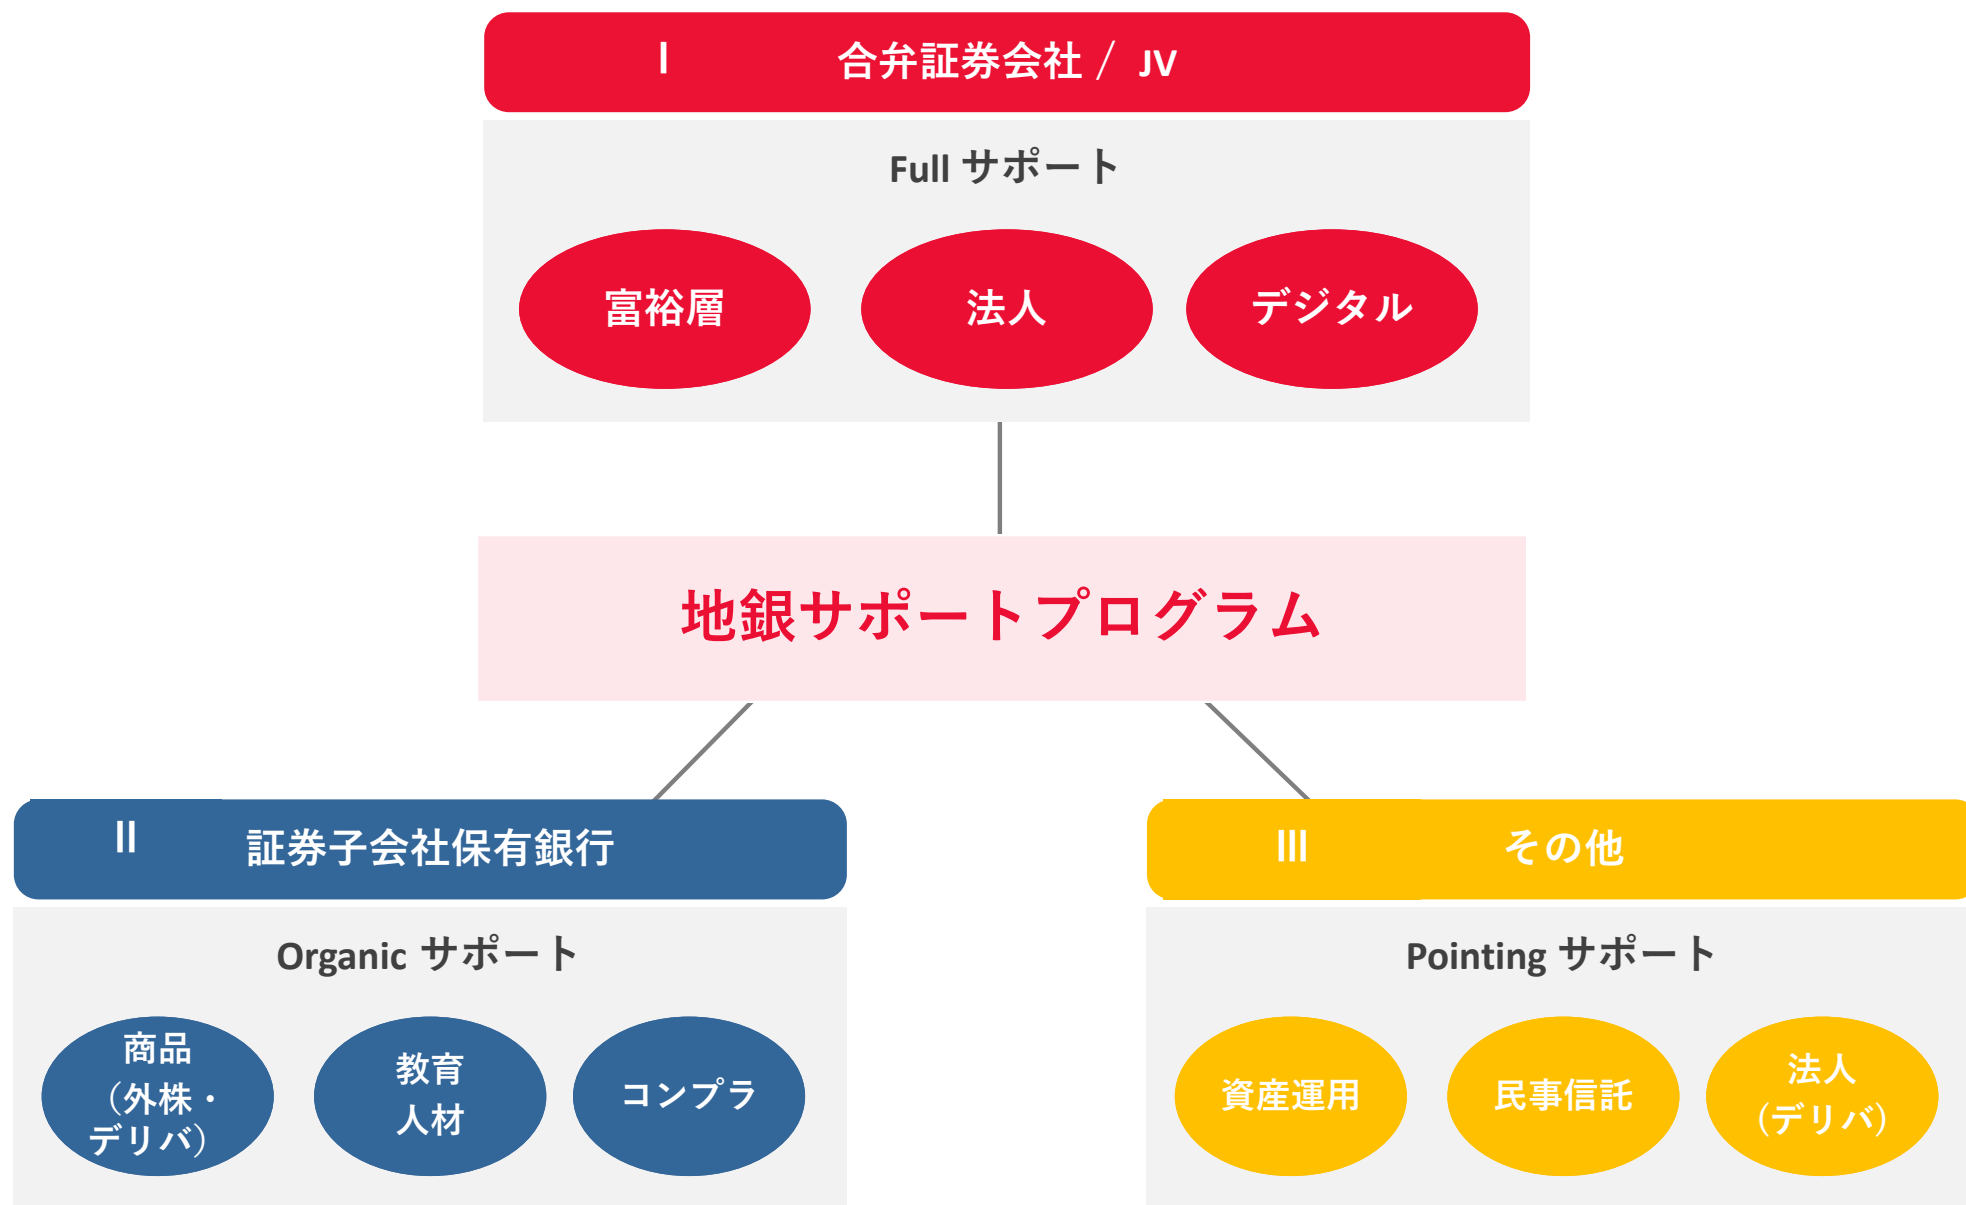 Ⅰ 合弁証券会社 / JV
Full サポート
富裕層
法人
デジタル
地銀サポートプログラム
Ⅱ 証券子会社保有銀行
Organic サポート
商品
（外株・
デリバ）
教育
人材
コンプラ
Ⅲ その他
Pointing サポート
資産運用
民事信託
法人
（デリバ）